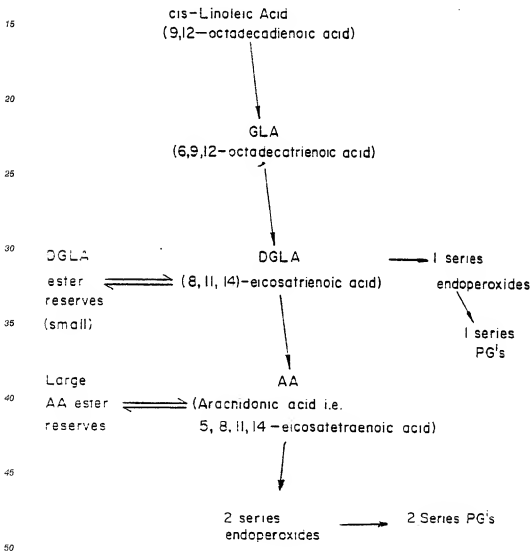 15
cis-Linoleic Acid
(9,12-octadecadienoic acid)
20
GLA
(6,9,12-octadecatrienoic acid)
25
30
DGLA
DGLA
1 series
ester
(8, 11, 14)-eicosatrienoic acid)
endoperoxides
reserves
(small)
35
1 series
PG's
Large
AA
40
AA ester
(Arachidonic acid i.e.
reserves
5, 8, 11, 14 -eicosatetraenoic acid)
45
2 series
2 Series PG's
endoperoxides
50